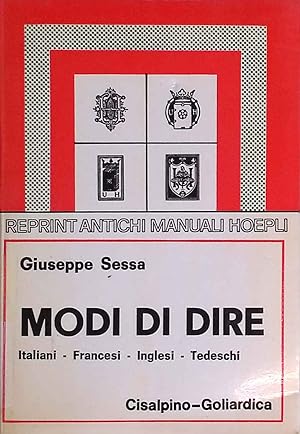 U H
REPRINT ANTICHI MANUALI HOEPLI
Giuseppe Sessa
MODI DI DIRE
Italiani - Francesi - Inglesi - Tedeschi
Cisalpino-Goliardica